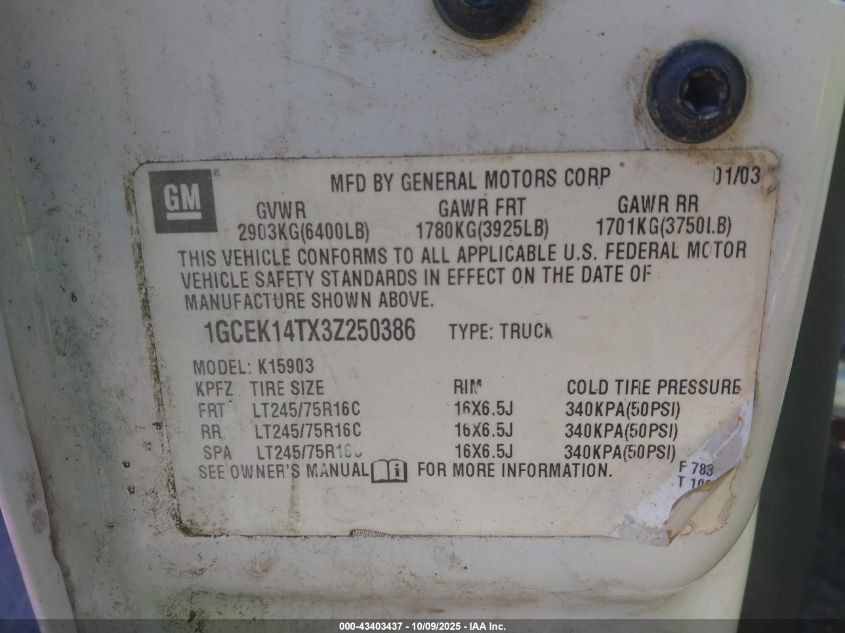 GM
MFD BY GENERAL MOTORS CORP 01/03
GVWR GAWR FRT GAWR RR
2903KG(6400LB) 1780KG(3925LB) 1701KG(3750LB)
THIS VEHICLE CONFORMS TO ALL APPLICABLE U.S. FEDERAL MOTOR
VEHICLE SAFETY STANDARDS IN EFFECT ON THE DATE OF
MANUFACTURE SHOWN ABOVE.
1GCEK14TX3Z250386 TYPE: TRUCK
MODEL: K15903
KPFZ TIRE SIZE RIM COLD TIRE PRESSURE
FRT LT245/75R16C 16X6.5J 340KPA(50PSI)
RR LT245/75R16C 16X6.5J 340KPA(50PSI)
SPA LT245/75R16C 16X6.5J 340KPA(50PSI)
SEE OWNER'S MANUAL FOR MORE INFORMATION.
F 783
T
000-43403437 - 10/09/2025 - IAA Inc.